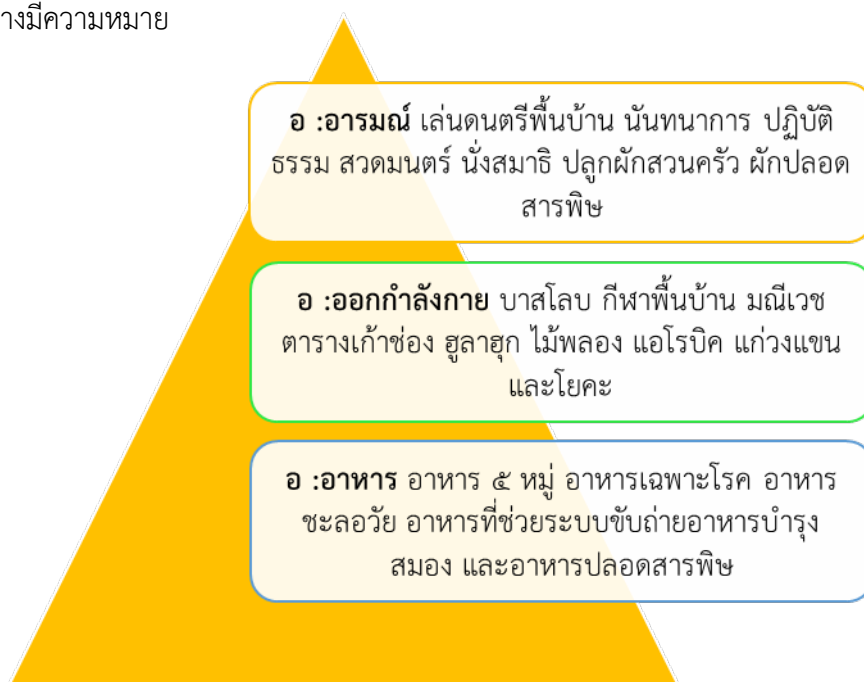 างมีความหมาย
อ :อารมณ์ เล่นดนตรีพื้นบ้าน นันทนาการ ปฏิบัติ
ธรรม สวดมนตร์ นั่งสมาธิ ปลูกผักสวนครัว ผักปลอด
สารพิษ
อ :ออกกำลังกาย บาสโลบ กีฬาพื้นบ้าน มณีเวช
ตารางเก้าช่อง ฮูลาฮุก ไม้พลอง แอโรบิค แก่วงแขน
และโยคะ
อ :อาหาร อาหาร ๕ หมู่ อาหารเฉพาะโรค อาหาร
ชะลอวัย อาหารที่ช่วยระบบขับถ่ายอาหารบำรุง
สมอง และอาหารปลอดสารพิษ